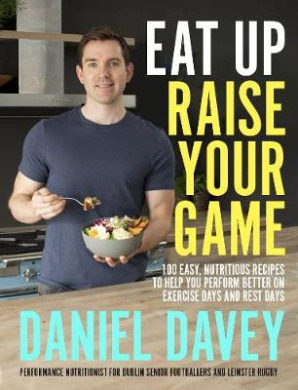 EAT UP
RAISE
YOUR
GAME
100 EASY, NUTRITIOUS RECIPES
TO HELP YOU PERFORM BETTER ON
EXERCISE DAYS AND REST DAYS
DANIEL DAVEY
PERFORMANCE NUTRITIONIST FOR DUBLIN SENIOR FOOTBALLERS AND LEINSTER RUGBY